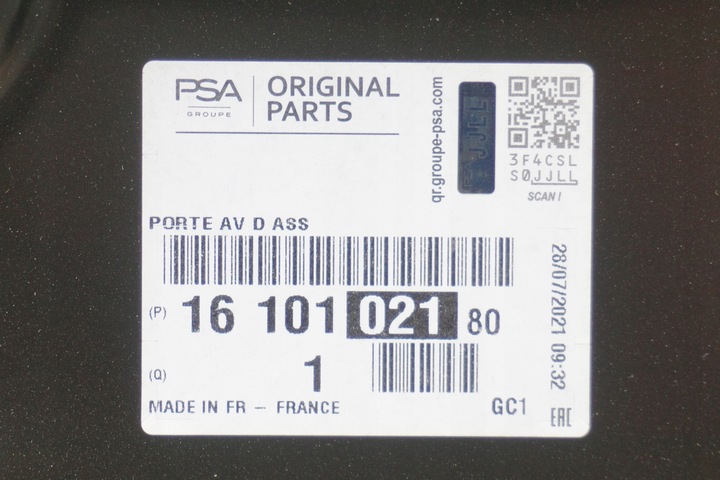 PSA
GROUPE
ORIGINAL
PARTS
qr.groupe-psa.com
JJLL
3F4CSL
S0JJLL
SCAN!
PORTE AV D ASS
(P) 16 101 021 80
(Q) 1
MADE IN FR – FRANCE
GC1
28/07/2021 09:32
EAC